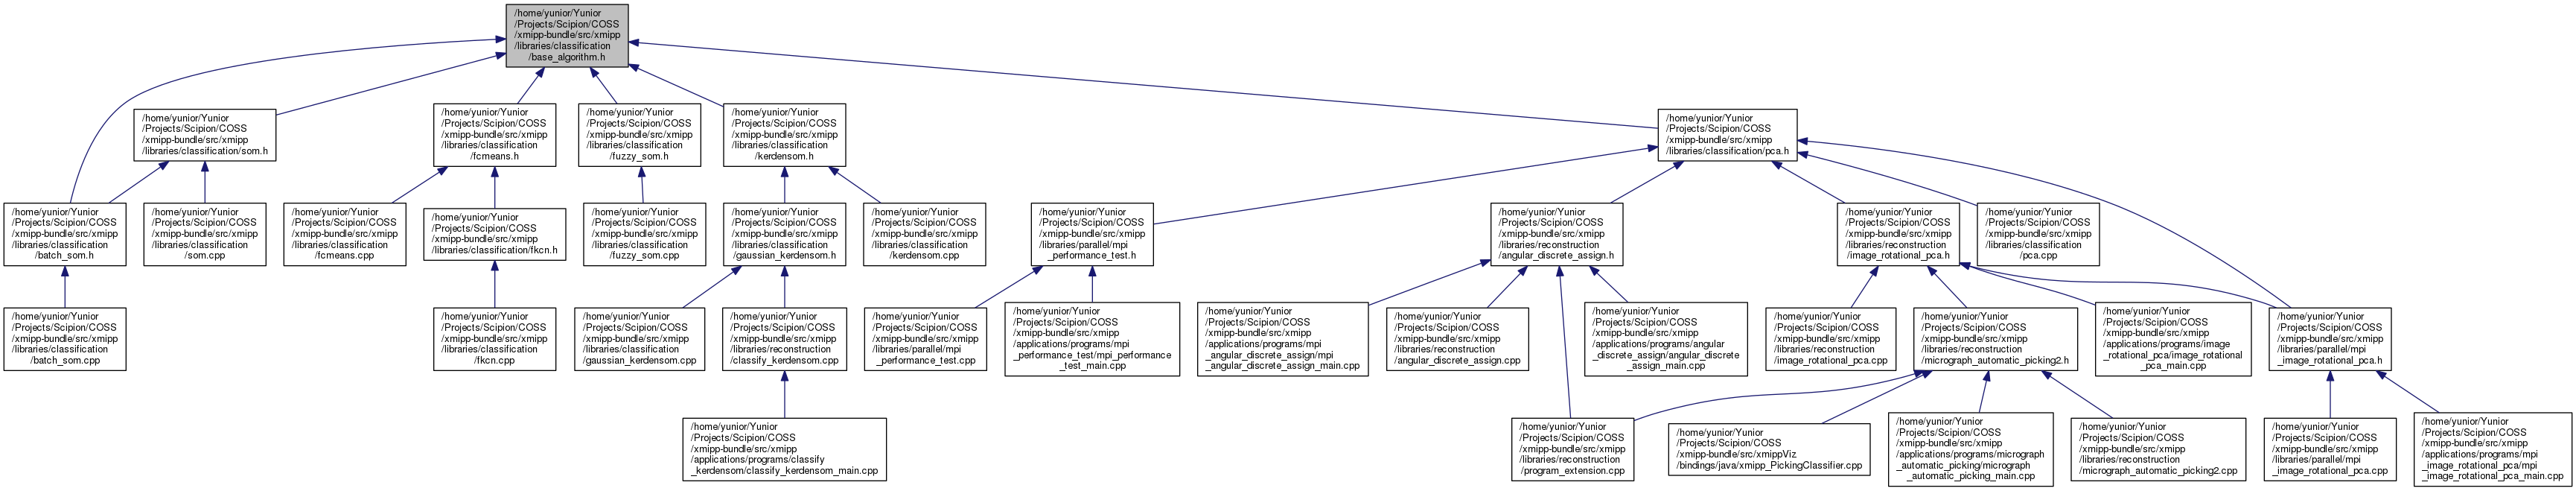 /home/yunior/Yunior
/Projects/Scipion/COSS
/xmipp-bundle/src/xmipp
/libraries/classification
/base_algorithm.h
/home/yunior/Yunior
/Projects/Scipion/COSS
/xmipp-bundle/src/xmipp
/libraries/classification/som.h
/home/yunior/Yunior
/Projects/Scipion/COSS
/xmipp-bundle/src/xmipp
/libraries/classification
/fcmeans.h
/home/yunior/Yunior
/Projects/Scipion/COSS
/xmipp-bundle/src/xmipp
/libraries/classification
/fuzzy_som.h
/home/yunior/Yunior
/Projects/Scipion/COSS
/xmipp-bundle/src/xmipp
/libraries/classification
/kerdensom.h
/home/yunior/Yunior
/Projects/Scipion/COSS
/xmipp-bundle/src/xmipp
/libraries/classification/pca.h
/home/yunior/Yunior
/Projects/Scipion/COSS
/xmipp-bundle/src/xmipp
/libraries/classification
/batch_som.h
/home/yunior/Yunior
/Projects/Scipion/COSS
/xmipp-bundle/src/xmipp
/libraries/classification
/som.cpp
/home/yunior/Yunior
/Projects/Scipion/COSS
/xmipp-bundle/src/xmipp
/libraries/classification
/fcmeans.cpp
/home/yunior/Yunior
/Projects/Scipion/COSS
/xmipp-bundle/src/xmipp
/libraries/classification/fkcn.h
/home/yunior/Yunior
/Projects/Scipion/COSS
/xmipp-bundle/src/xmipp
/libraries/classification
/fuzzy_som.cpp
/home/yunior/Yunior
/Projects/Scipion/COSS
/xmipp-bundle/src/xmipp
/libraries/classification
/gaussian_kerdensom.h
/home/yunior/Yunior
/Projects/Scipion/COSS
/xmipp-bundle/src/xmipp
/libraries/classification
/kerdensom.cpp
/home/yunior/Yunior
/Projects/Scipion/COSS
/xmipp-bundle/src/xmipp
/libraries/parallel/mpi
_performance_test.h
/home/yunior/Yunior
/Projects/Scipion/COSS
/xmipp-bundle/src/xmipp
/libraries/reconstruction
/angular_discrete_assign.h
/home/yunior/Yunior
/Projects/Scipion/COSS
/xmipp-bundle/src/xmipp
/libraries/reconstruction
/image_rotational_pca.h
/home/yunior/Yunior
/Projects/Scipion/COSS
/xmipp-bundle/src/xmipp
/libraries/classification
/pca.cpp
/home/yunior/Yunior
/Projects/Scipion/COSS
/xmipp-bundle/src/xmipp
/libraries/classification
/batch_som.cpp
/home/yunior/Yunior
/Projects/Scipion/COSS
/xmipp-bundle/src/xmipp
/libraries/classification
/fkcn.cpp
/home/yunior/Yunior
/Projects/Scipion/COSS
/xmipp-bundle/src/xmipp
/libraries/classification
/gaussian_kerdensom.cpp
/home/yunior/Yunior
/Projects/Scipion/COSS
/xmipp-bundle/src/xmipp
/libraries/reconstruction
/classify_kerdensom.cpp
/home/yunior/Yunior
/Projects/Scipion/COSS
/xmipp-bundle/src/xmipp
/libraries/parallel/mpi
_performance_test.cpp
/home/yunior/Yunior
/Projects/Scipion/COSS
/xmipp-bundle/src/xmipp
/applications/programs/mpi
_performance_test/mpi_performance
_test_main.cpp
/home/yunior/Yunior
/Projects/Scipion/COSS
/xmipp-bundle/src/xmipp
/applications/programs/mpi
_angular_discrete_assign/mpi
_angular_discrete_assign_main.cpp
/home/yunior/Yunior
/Projects/Scipion/COSS
/xmipp-bundle/src/xmipp
/libraries/reconstruction
/angular_discrete_assign.cpp
/home/yunior/Yunior
/Projects/Scipion/COSS
/xmipp-bundle/src/xmipp
/applications/programs/angular
_discrete_assign/angular_discrete
_assign_main.cpp
/home/yunior/Yunior
/Projects/Scipion/COSS
/xmipp-bundle/src/xmipp
/libraries/reconstruction
/image_rotational_pca.cpp
/home/yunior/Yunior
/Projects/Scipion/COSS
/xmipp-bundle/src/xmipp
/libraries/reconstruction
/micrograph_automatic_picking2.h
/home/yunior/Yunior
/Projects/Scipion/COSS
/xmipp-bundle/src/xmipp
/applications/programs/image
_rotational_pca/image_rotational
_pca_main.cpp
/home/yunior/Yunior
/Projects/Scipion/COSS
/xmipp-bundle/src/xmipp
/libraries/parallel/mpi
_image_rotational_pca.h
/home/yunior/Yunior
/Projects/Scipion/COSS
/xmipp-bundle/src/xmipp
/applications/programs/classify
_kerdensom/classify_kerdensom_main.cpp
/home/yunior/Yunior
/Projects/Scipion/COSS
/xmipp-bundle/src/xmipp
/libraries/reconstruction
/program_extension.cpp
/home/yunior/Yunior
/Projects/Scipion/COSS
/xmipp-bundle/src/xmippViz
/bindings/java/xmipp_PickingClassifier.cpp
/home/yunior/Yunior
/Projects/Scipion/COSS
/xmipp-bundle/src/xmipp
/applications/programs/micrograph
_automatic_picking/micrograph
_automatic_picking_main.cpp
/home/yunior/Yunior
/Projects/Scipion/COSS
/xmipp-bundle/src/xmipp
/libraries/reconstruction
/micrograph_automatic_picking2.cpp
/home/yunior/Yunior
/Projects/Scipion/COSS
/xmipp-bundle/src/xmipp
/libraries/parallel/mpi
_image_rotational_pca.cpp
/home/yunior/Yunior
/Projects/Scipion/COSS
/xmipp-bundle/src/xmipp
/applications/programs/mpi
_image_rotational_pca/mpi
_image_rotational_pca_main.cpp